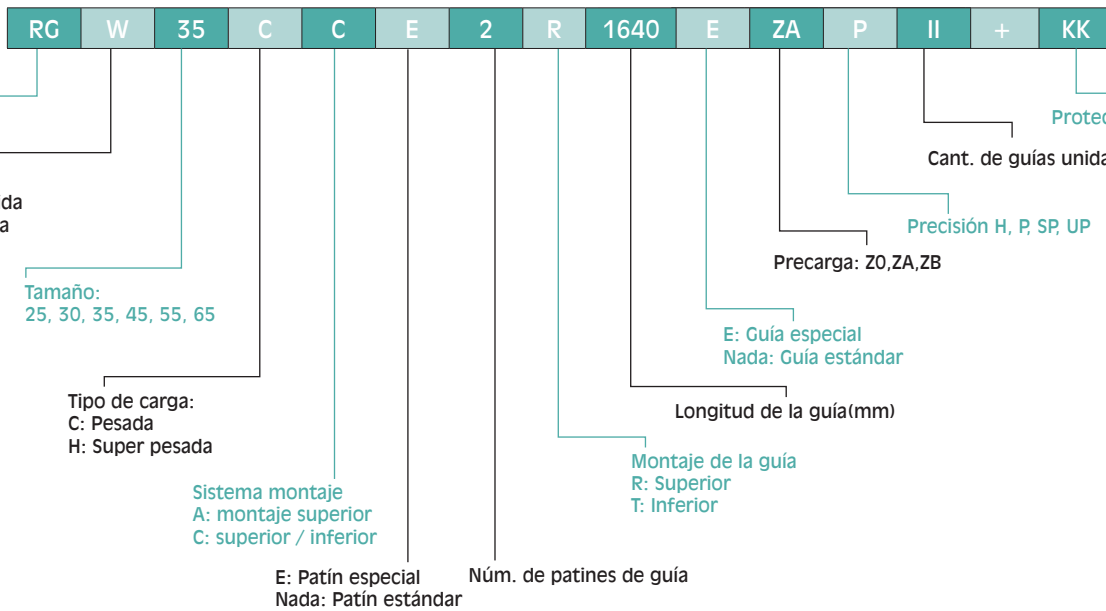 RG W 35 C C E 2 R 1640 E ZA P II + KK
Cant. de guías
Precisión H, P, SP, UP
Precarga: Z0,ZA,ZB
Tamaño:
25, 30, 35, 45, 55, 65
E: Guía especial
Nada: Guía estándar
Tipo de carga:
C: Pesada
H: Super pesada
Longitud de la guía(mm)
Montaje de la guía
R: Superior
T: Inferior
Sistema montaje
A: montaje superior
C: superior / inferior
E: Patín especial
Nada: Patín estándar
Núm. de patines de guía